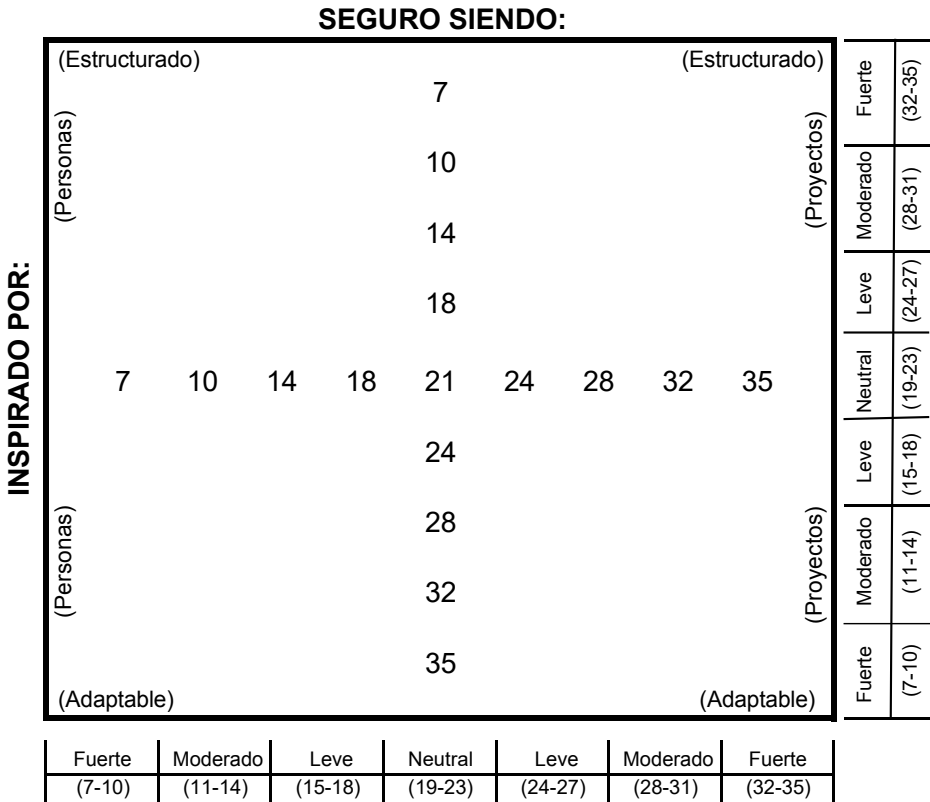 SEGURO SIENDO:
(Estructurado) (Estructurado)
INSPIRADO POR:
(Personas)
(Proyectos)
7
10
14
18
7 10 14 18 21 24 28 32 35
24
28
32
35
(Personas)
(Proyectos)
(Adaptable) (Adaptable)
Fuerte (32-35)
Moderado (28-31)
Leve (24-27)
Neutral (19-23)
Leve (15-18)
Moderado (11-14)
Fuerte (7-10)
Fuerte Moderado Leve Neutral Leve Moderado Fuerte
(7-10) (11-14) (15-18) (19-23) (24-27) (28-31) (32-35)